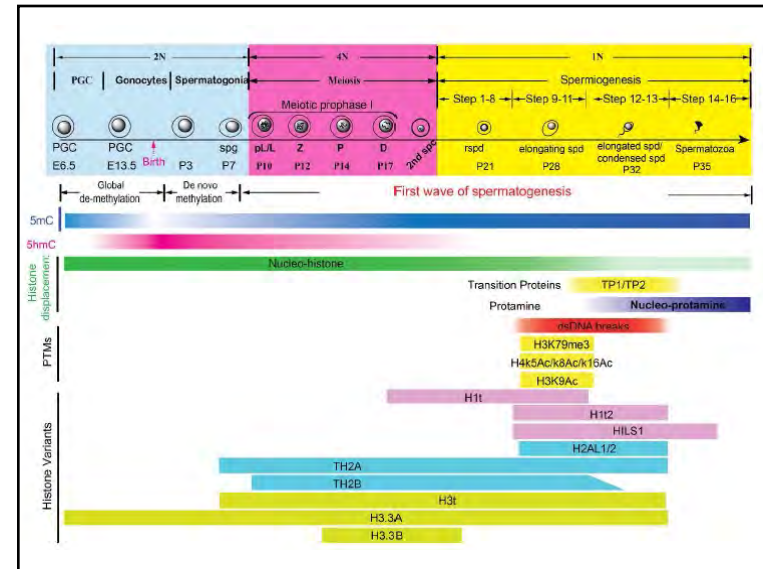 2N 4N 1N
PGC Gonocytes Spermatogonia Meiosis Spermiogenesis
Meiotic prophase I Step 1-8 Step 9-11 Step 12-13 Step 14-16
PGC PGC spg pL/L Z P D 2nd spc rspd elongating spd elongated spd/ Spermatozoa
condensed spd
E6.5 E13.5 Birth P3 P7 P10 P12 P14 P17 P21 P28 P32 P35
Global De novo First wave of spermatogenesis
de-methylation methylation
5mC
5hmC
Histone displacement
Nucleo-histone
Transition Proteins TP1/TP2
Protamine Nucleo-protamine
dsDNA breaks
PTMs
H3K79me3
H4k5Ac/k8Ac/k16Ac
H3K9Ac
Histone Variants
H1t
H1t2
HILS1
H2AL1/2
TH2A
TH2B
H3t
H3.3A
H3.3B